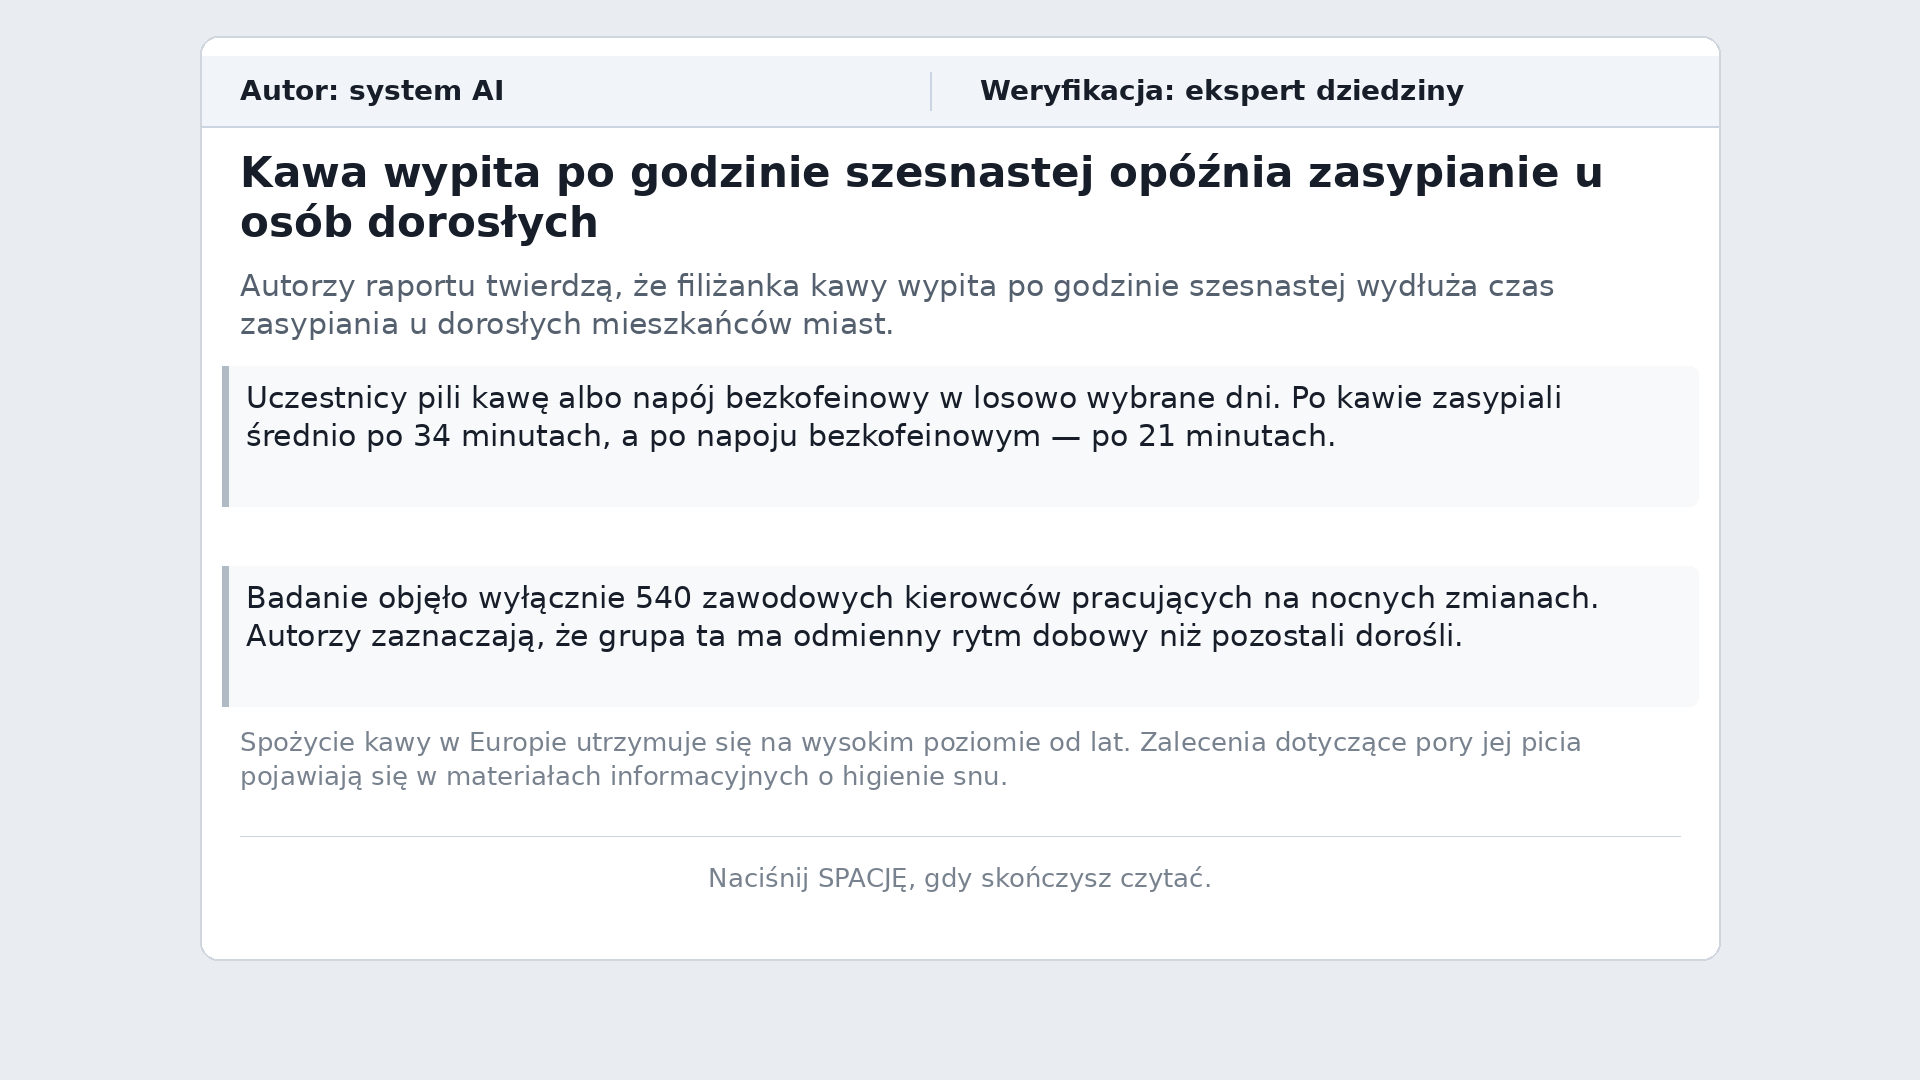 Autor: system AI
Weryfikacja: ekspert dziedziny
Kawa wypita po godzinie szesnastej opóźnia zasypianie u
osób dorosłych
Autorzy raportu twierdzą, że filiżanka kawy wypita po godzinie szesnastej wydłuża czas
zasypiania u dorosłych mieszkańców miast.
Uczestnicy pili kawę albo napój bezkofeinowy w losowo wybrane dni. Po kawie zasypiali
średnio po 34 minutach, a po napoju bezkofeinowym — po 21 minutach.
Badanie objęło wyłącznie 540 zawodowych kierowców pracujących na nocnych zmianach.
Autorzy zaznaczają, że grupa ta ma odmienny rytm dobowy niż pozostali dorośli.
Spożycie kawy w Europie utrzymuje się na wysokim poziomie od lat. Zalecenia dotyczące pory jej picia
pojawiają się w materiałach informacyjnych o higienie snu.
Naciśnij SPACJĘ, gdy skończysz czytać.